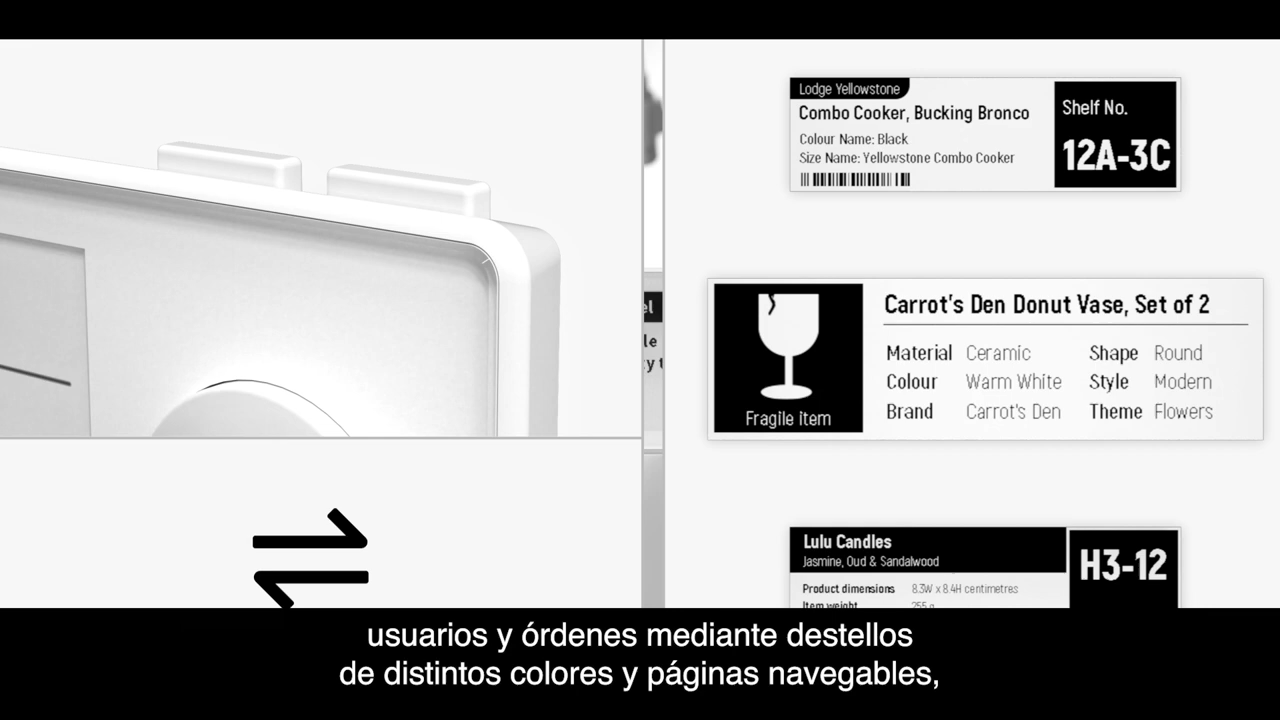 Lodge Yellowstone
Combo Cooker, Bucking Bronco
Colour Name: Black
Size Name: Yellowstone Combo Cooker
Shelf No.
12A-3C
Fragile item
Carrot's Den Donut Vase, Set of 2
Material Ceramic Shape Round
Colour Warm White Style Modern
Brand Carrot's Den Theme Flowers
Lulu Candles
Jasmine, Oud & Sandalwood
H3-12
Product dimensions 8.3W x 8.4H centimetres
Item weight 255 g
usuarios y órdenes mediante destellos
de distintos colores y páginas navegables,